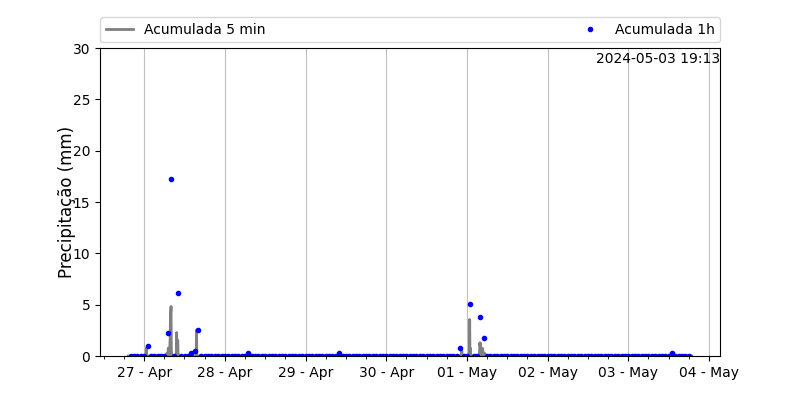 Acumulada 5 min
Acumulada 1h
2024-05-03 19:13
Precipitação (mm)
30
25
20
15
10
5
0
27 - Apr
28 - Apr
29 - Apr
30 - Apr
01 - May
02 - May
03 - May
04 - May